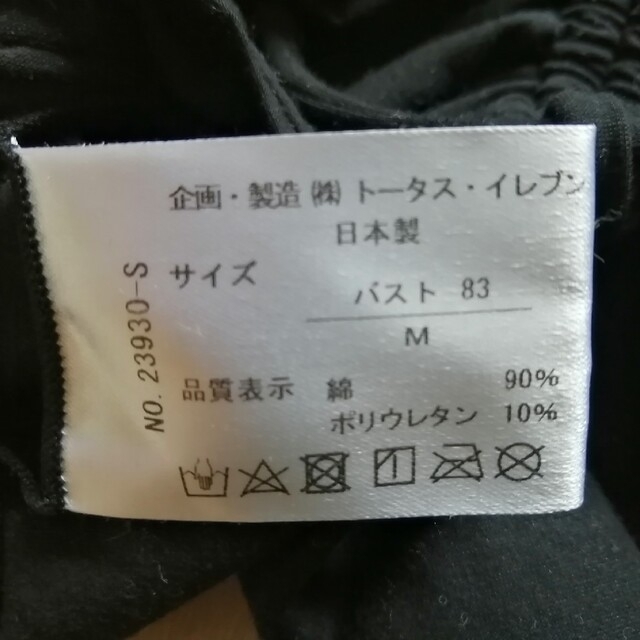 企画・製造 ㈱ トータス・イレブン
日本製
サイズ
バスト 83
M
品質表示 綿 90%
ポリウレタン 10%
NO. 23930-S